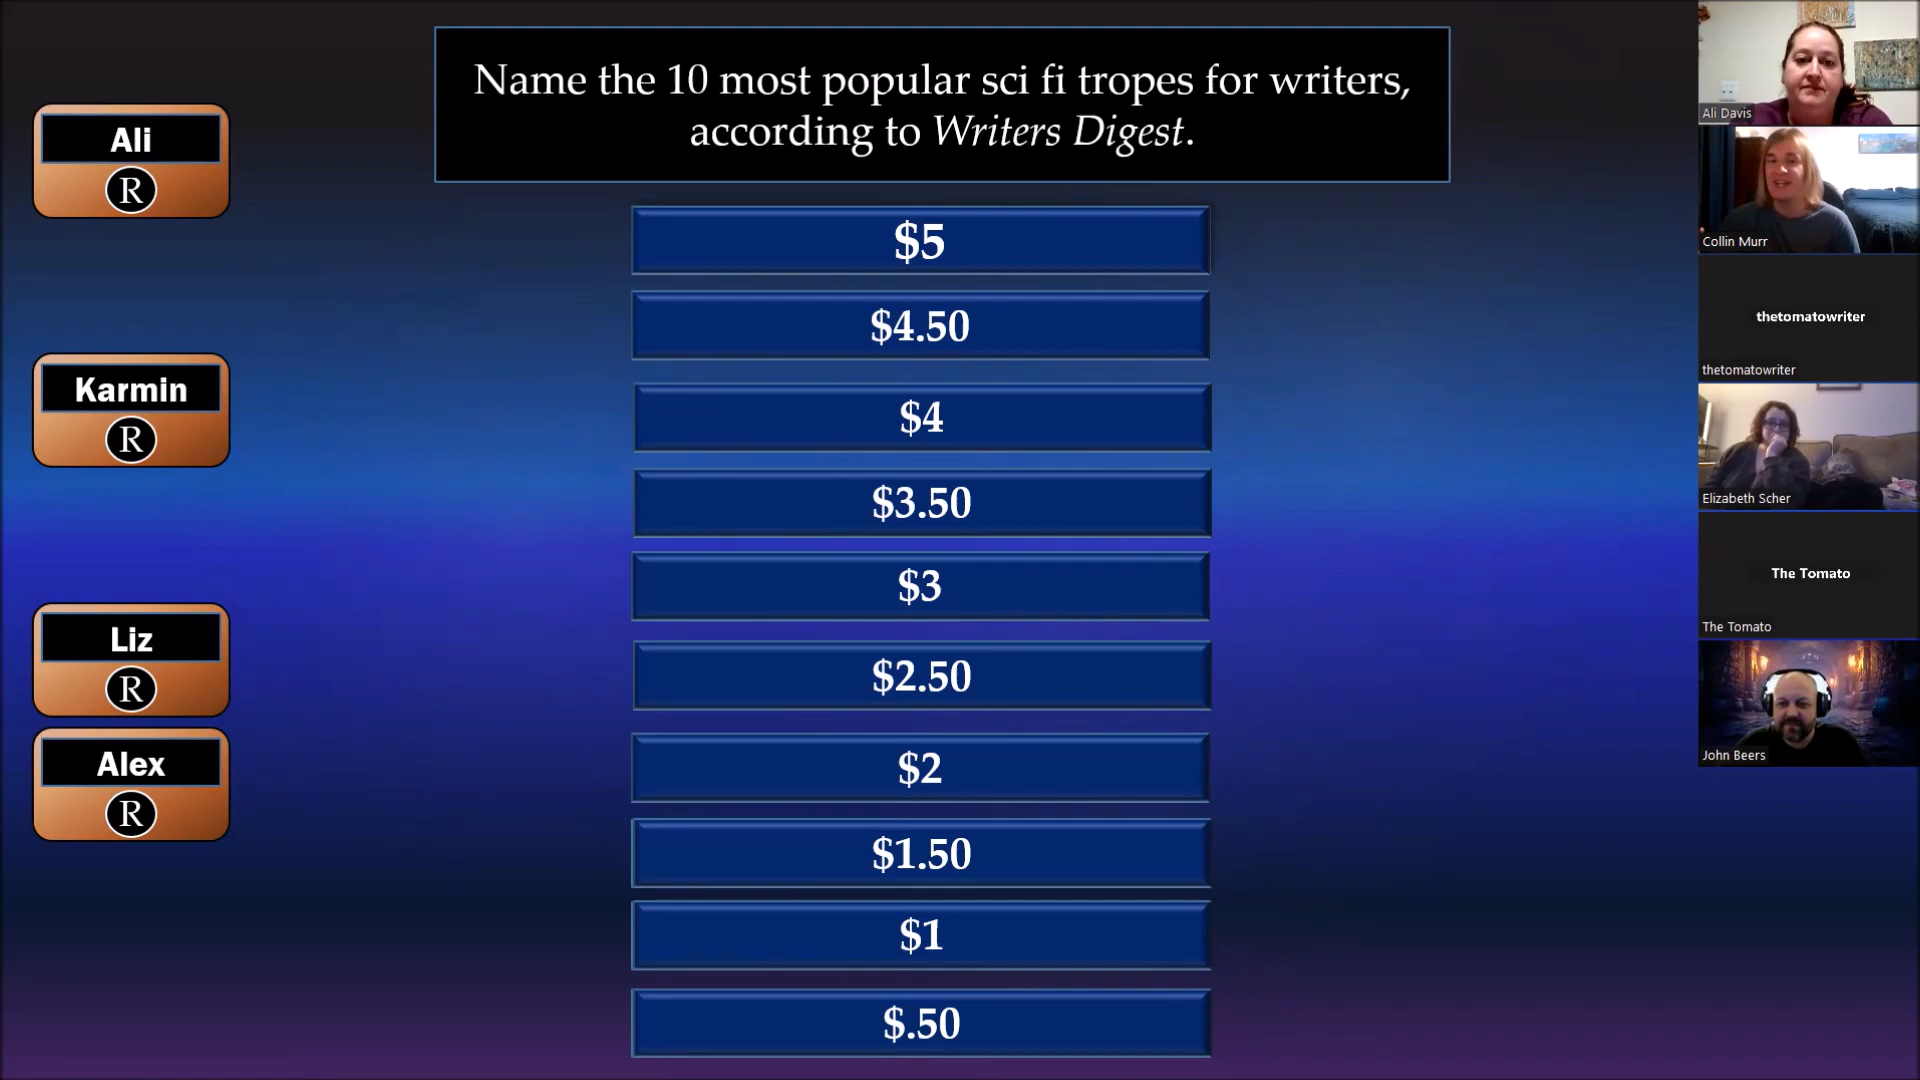 Name the 10 most popular sci fi tropes for writers,
according to Writers Digest.
Ali
R
Karmin
R
Liz
R
Alex
R
$5
$4.50
$4
$3.50
$3
$2.50
$2
$1.50
$1
$.50
Ali Davis
Collin Murr
thetomatowriter
thetomatowriter
Elizabeth Scher
The Tomato
The Tomato
John Beers